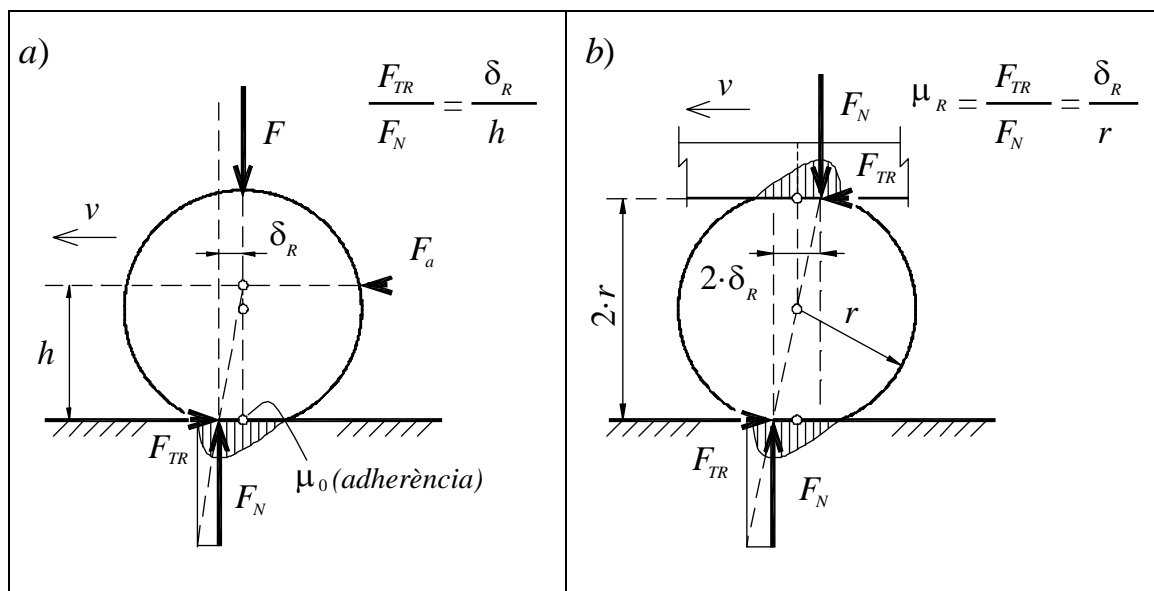 a)
F_TR / F_N = δ_R / h
F
v
δ_R
F_a
h
F_TR
F_N
μ_0 (adherència)
b)
v
F_N
μ_R = F_TR / F_N = δ_R / r
F_TR
2·δ_R
2·r
r
F_TR
F_N